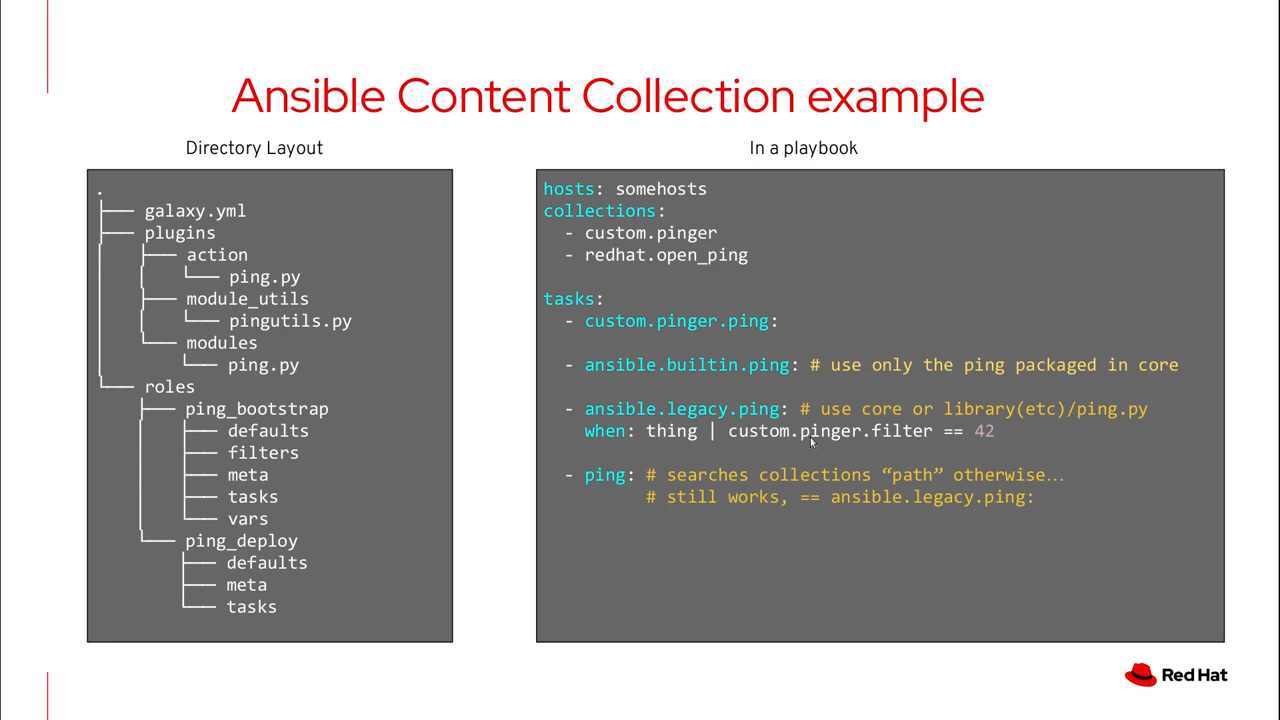 Ansible Content Collection example
Directory Layout
.
├── galaxy.yml
├── plugins
│   ├── action
│   │   └── ping.py
│   ├── module_utils
│   │   └── pingutils.py
│   └── modules
│       └── ping.py
└── roles
    ├── ping_bootstrap
    │   ├── defaults
    │   ├── filters
    │   ├── meta
    │   ├── tasks
    │   └── vars
    └── ping_deploy
        ├── defaults
        ├── meta
        └── tasks
In a playbook
hosts: somehosts
collections:
  - custom.pinger
  - redhat.open_ping
tasks:
  - custom.pinger.ping:
  - ansible.builtin.ping: # use only the ping packaged in core
  - ansible.legacy.ping: # use core or library(etc)/ping.py
    when: thing | custom.pinger.filter == 42
  - ping: # searches collections “path” otherwise…
          # still works, == ansible.legacy.ping:
Red Hat